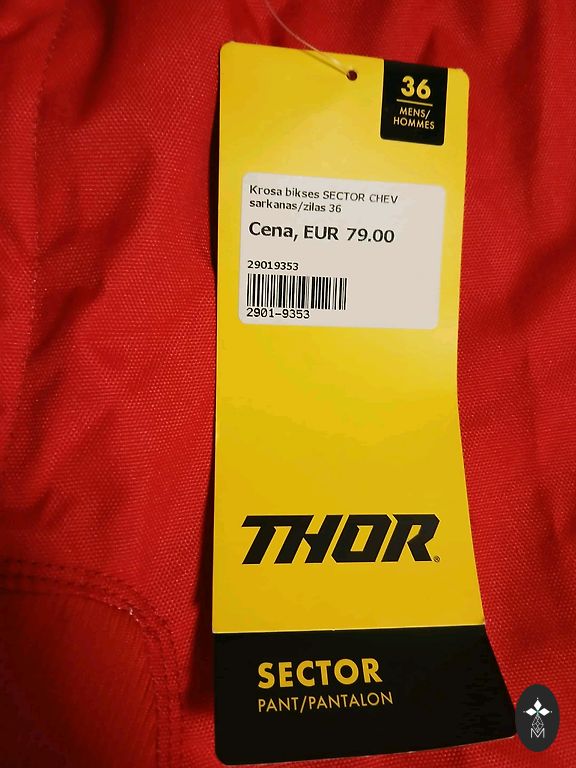 36
MENS/
HOMMES
Krosa bikses SECTOR CHEV
sarkanas/zilas 36
Cena, EUR 79.00
29019353
2901-9353
THOR®
SECTOR
PANT/PANTALON
M